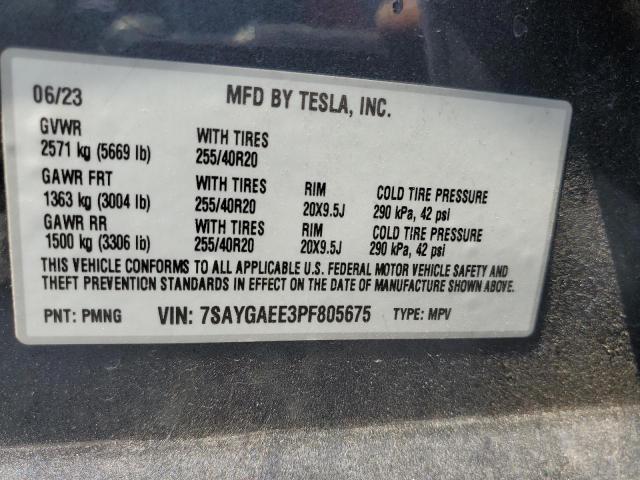 06/23 MFD BY TESLA, INC.
GVWR WITH TIRES
2571 kg (5669 lb) 255/40R20
GAWR FRT WITH TIRES RIM COLD TIRE PRESSURE
1363 kg (3004 lb) 255/40R20 20X9.5J 290 kPa, 42 psi
GAWR RR WITH TIRES RIM COLD TIRE PRESSURE
1500 kg (3306 lb) 255/40R20 20X9.5J 290 kPa, 42 psi
THIS VEHICLE CONFORMS TO ALL APPLICABLE U.S. FEDERAL MOTOR VEHICLE SAFETY AND
THEFT PREVENTION STANDARDS IN EFFECT ON THE DATE OF MANUFACTURE SHOWN ABOVE.
PNT: PMNG VIN: 7SAYGAEE3PF805675 TYPE: MPV